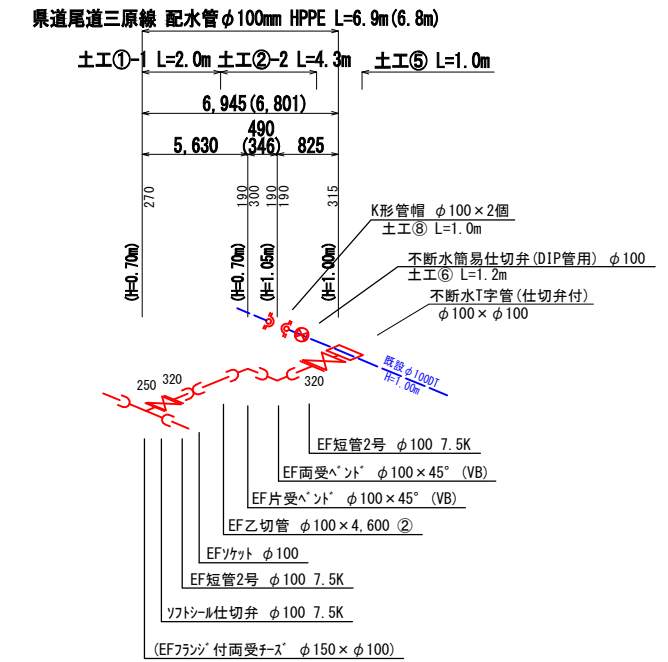 県道尾道三原線 配水管φ100mm HPPE L=6.9m(6.8m)
土工①-1 L=2.0m 土工②-2 L=4.3m 土工⑤ L=1.0m
6,945(6,801)
490
5,630 (346) 825
270
190
300
190
190
315
(H=0.70m)
(H=0.70m)
(H=1.05m)
(H=1.00m)
K形管帽 φ100×2個
土工⑧ L=1.0m
不断水簡易仕切弁(DIP管用) φ100
土工⑥ L=1.2m
不断水T字管(仕切弁付)
φ100×φ100
既設φ100DT
H=1.00m
250
320
320
EF短管2号 φ100 7.5K
EF両受ベンド φ100×45° (VB)
EF片受ベンド φ100×45° (VB)
EF乙切管 φ100×4,600 ②
EFソケット φ100
EF短管2号 φ100 7.5K
ソフトシール仕切弁 φ100 7.5K
(EFフランジ付両受チーズ φ150×φ100)